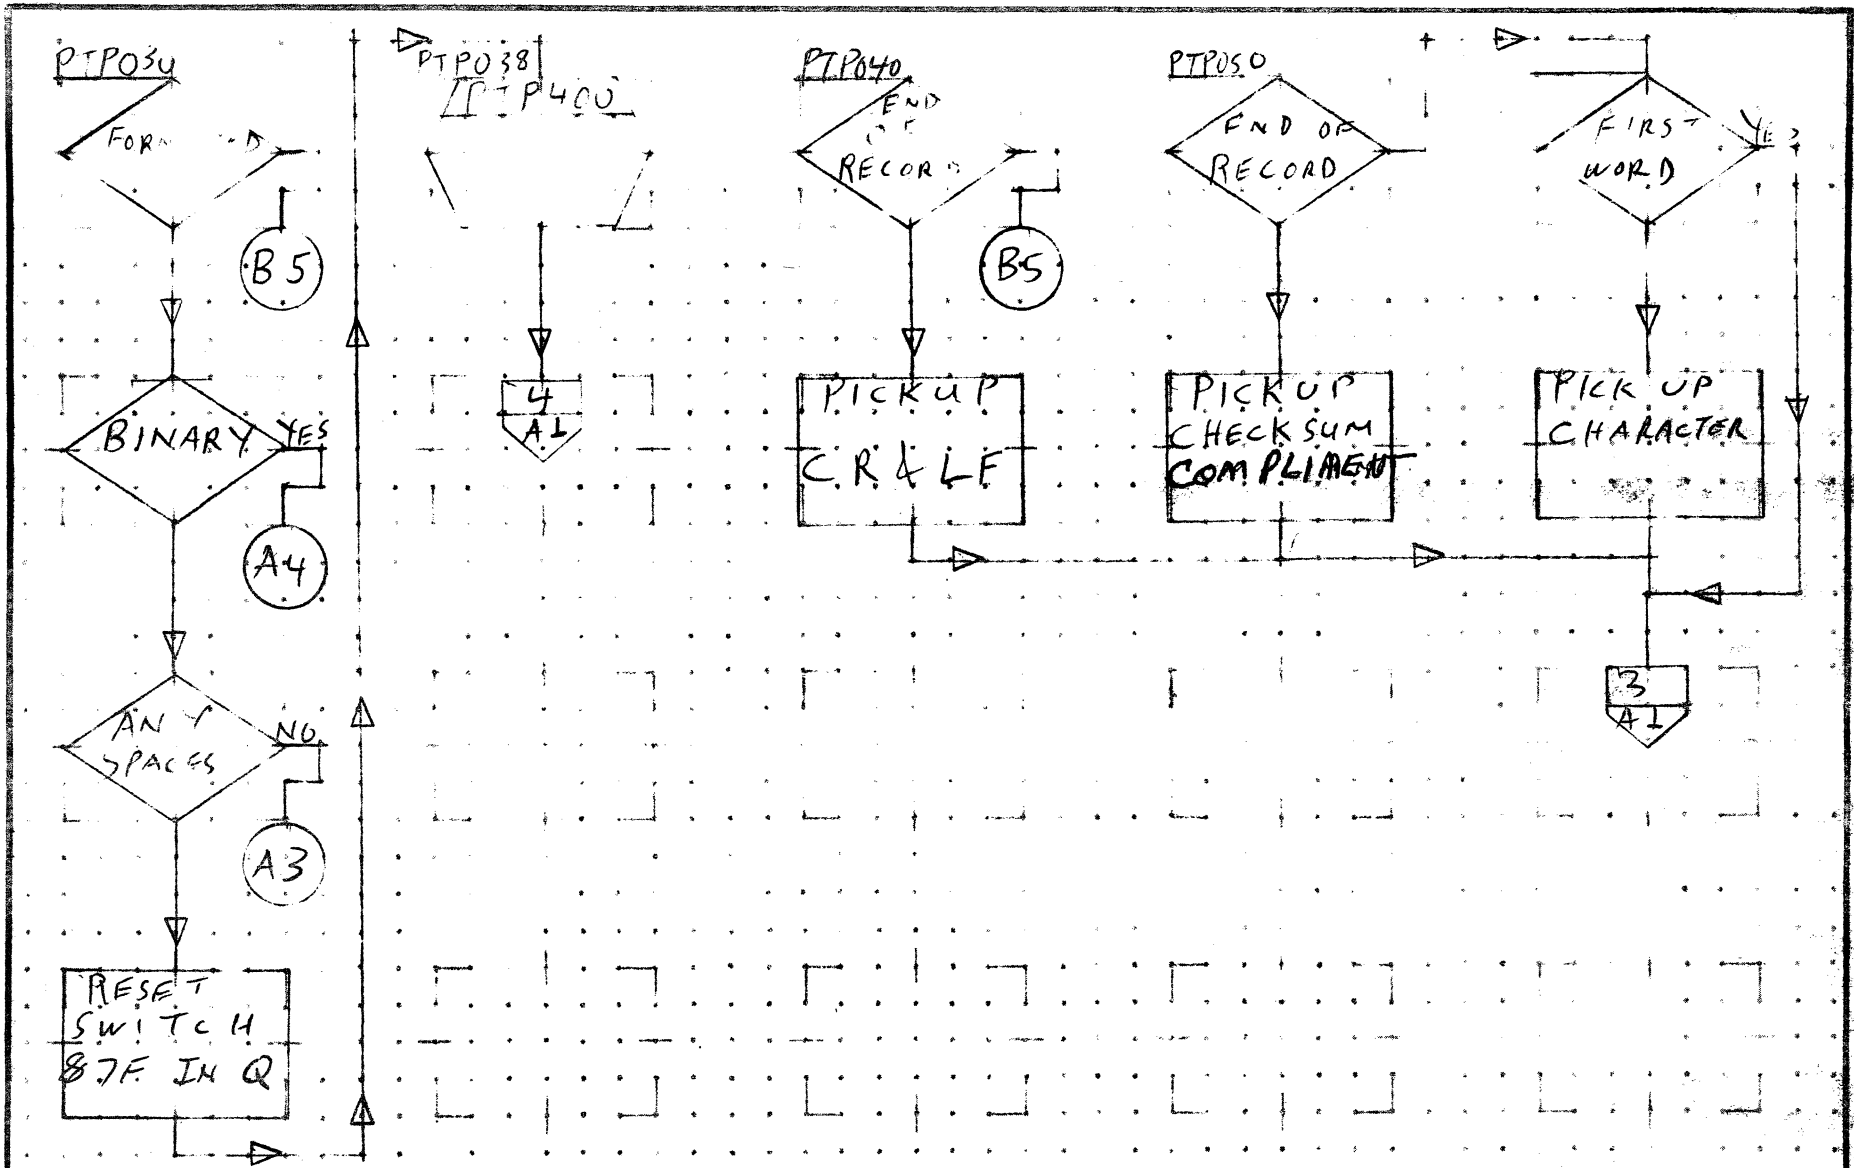 PTP034
B5
BINARY
YES
A4
ANY
SPACES
NO
A3
RESET
SWITCH
87F IN Q
PTP038
PTP400
4
A1
PTP040
END
OF
RECORD
B5
PICKUP
CR & LF
PTP050
END OF
RECORD
PICKUP
CHECKSUM
COMPLIMENT
FIRST
WORD
YES
PICK UP
CHARACTER
3
A1